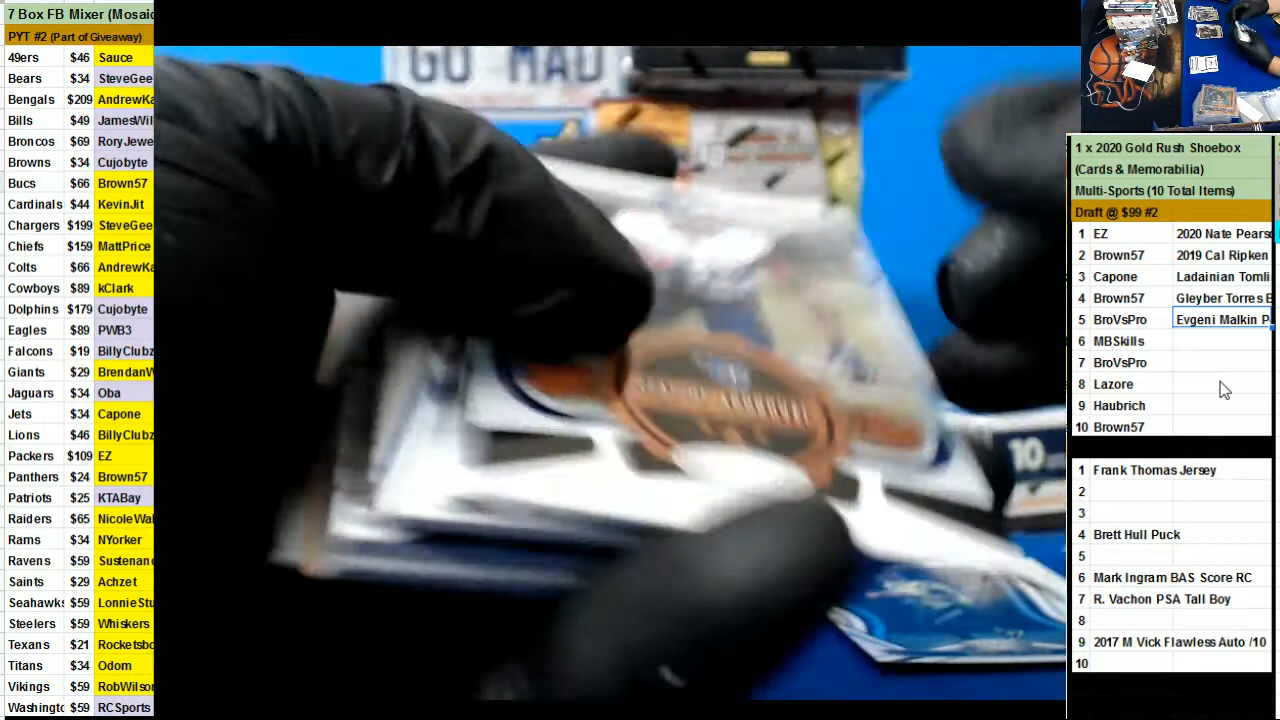 7 Box FB Mixer (Mosaic
PYT #2 (Part of Giveaway)
49ers $46 Sauce
Bears $34 SteveGee
Bengals $209 AndrewKa
Bills $49 JamesWil
Broncos $69 RoryJewe
Browns $34 Cujobyte
Bucs $66 Brown57
Cardinals $44 KevinJit
Chargers $199 SteveGee
Chiefs $159 MattPrice
Colts $66 AndrewKa
Cowboys $89 kClark
Dolphins $179 Cujobyte
Eagles $89 PWB3
Falcons $19 BillyClubz
Giants $29 BrendanW
Jaguars $34 Oba
Jets $34 Capone
Lions $46 BillyClubz
Packers $109 EZ
Panthers $24 Brown57
Patriots $25 KTABay
Raiders $65 NicoleWal
Rams $34 NYorker
Ravens $59 Sustenanc
Saints $29 Achzet
Seahawks $59 LonnieStu
Steelers $59 Whiskers
Texans $21 Rocketsbo
Titans $34 Odom
Vikings $59 RobWilson
Washingto $59 RCSports
GO MAD
10
1 x 2020 Gold Rush Shoebox
(Cards & Memorabilia)
Multi-Sports (10 Total Items)
Draft @ $99 #2
1 EZ 2020 Nate Pearso
2 Brown57 2019 Cal Ripken
3 Capone Ladainian Tomli
4 Brown57 Gleyber Torres B
5 BroVsPro Evgeni Malkin P
6 MBSkills
7 BroVsPro
8 Lazore
9 Haubrich
10 Brown57
1 Frank Thomas Jersey
2
3
4 Brett Hull Puck
5
6 Mark Ingram BAS Score RC
7 R. Vachon PSA Tall Boy
8
9 2017 M Vick Flawless Auto /10
10